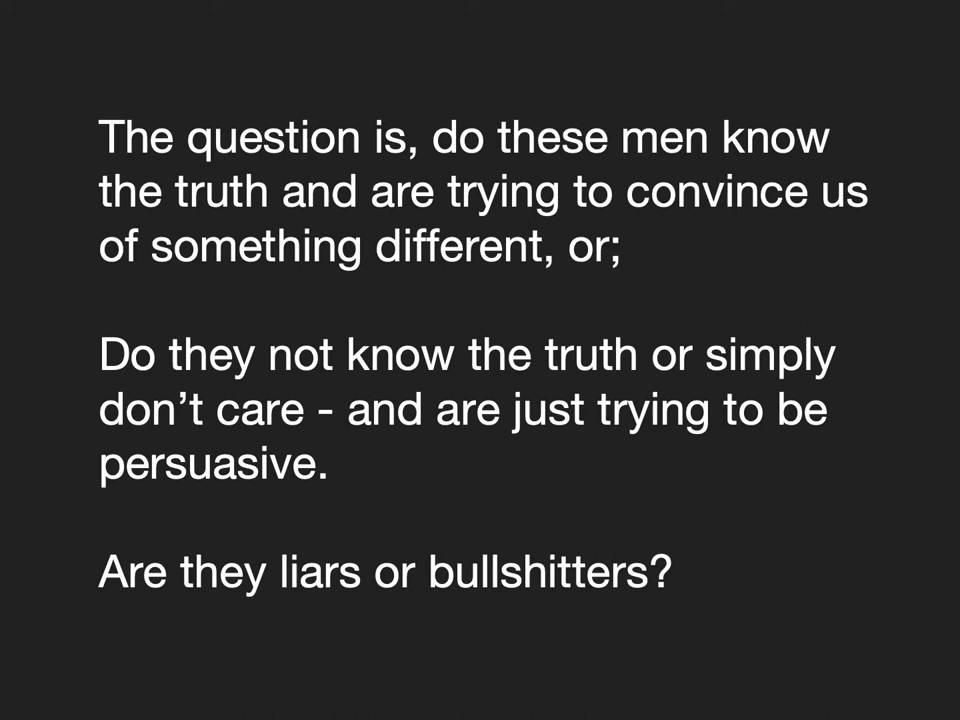 The question is, do these men know
the truth and are trying to convince us
of something different, or;
Do they not know the truth or simply
don’t care - and are just trying to be
persuasive.
Are they liars or bullshitters?